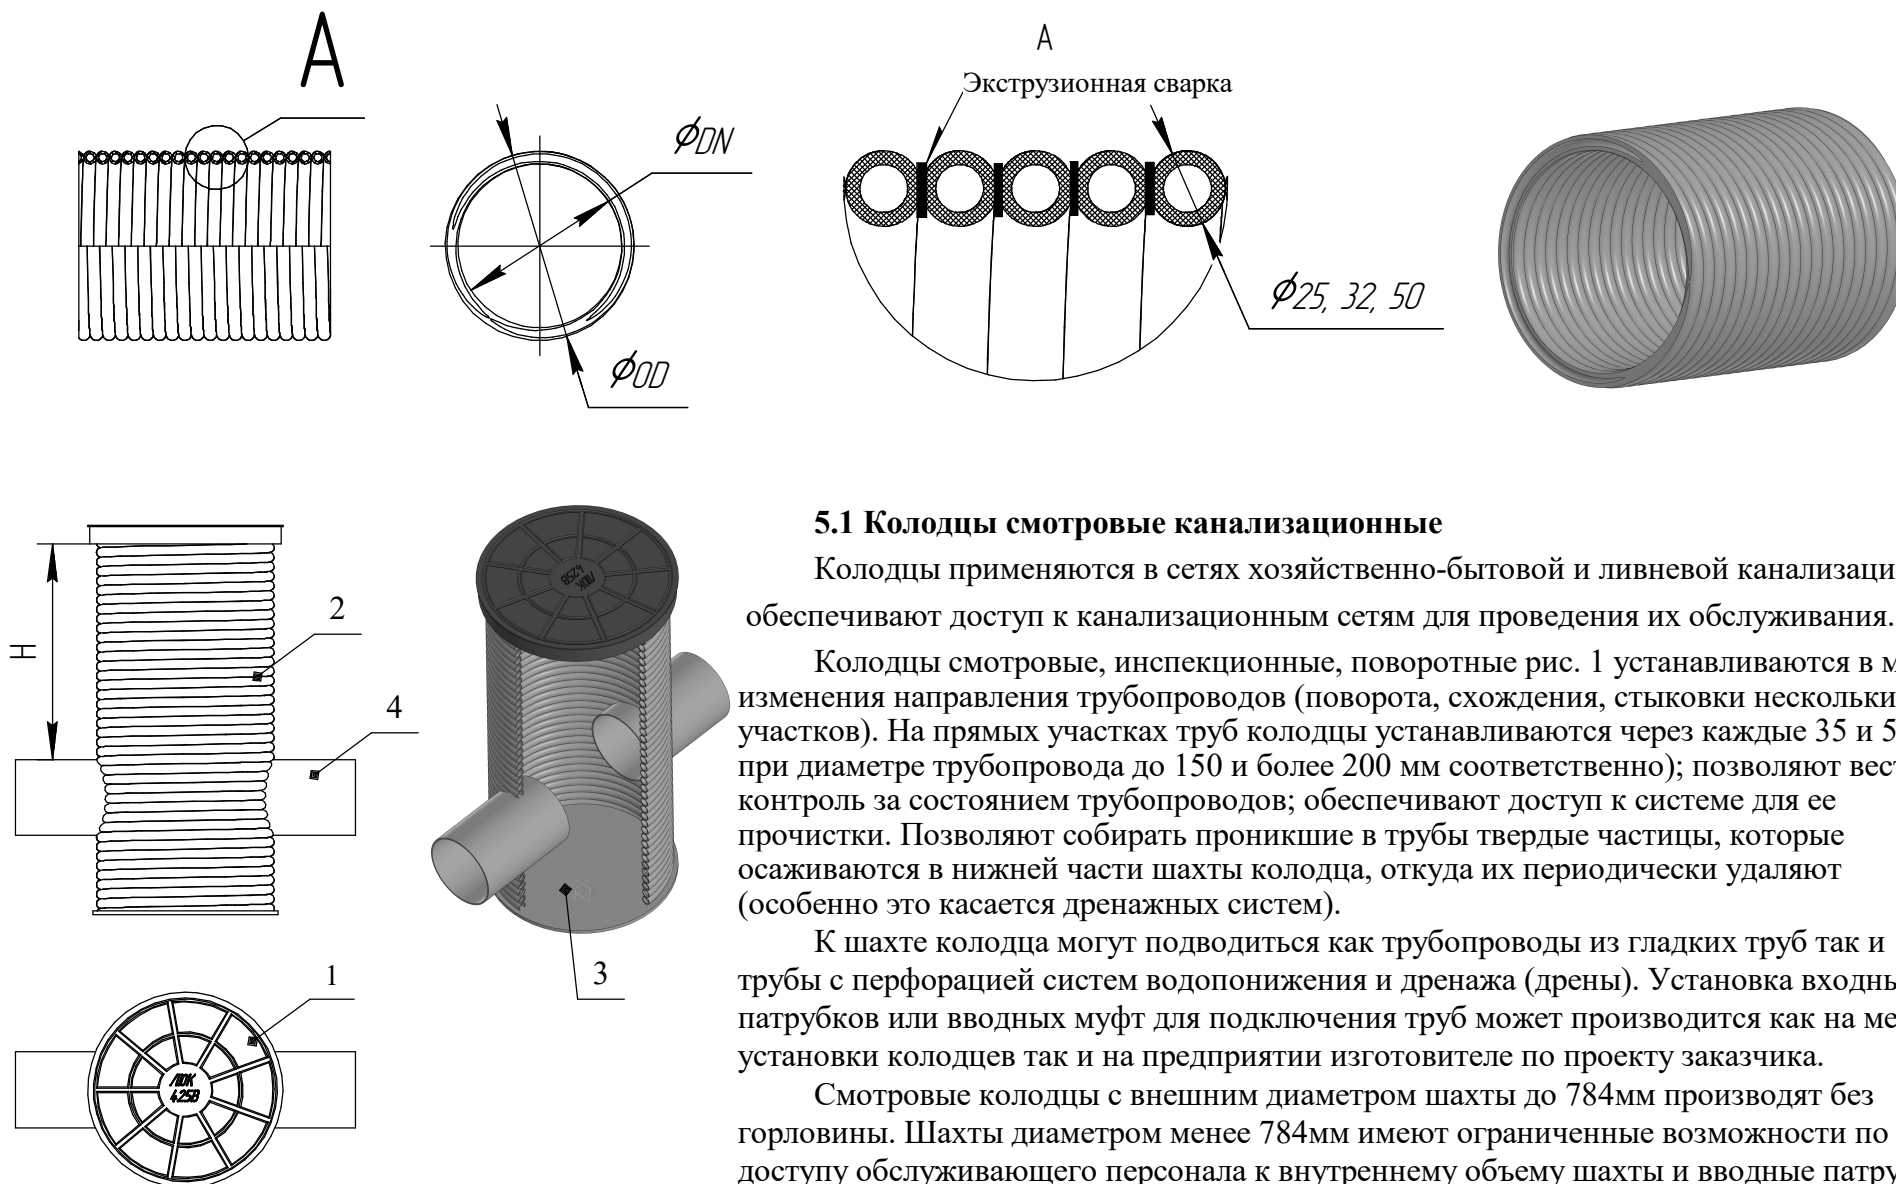 А
А
Экструзионная сварка
ϕDN
ϕOD
ϕ25, 32, 50
H
2
4
3
1
ЛЮК
425В
ЛЮК
425В
5.1 Колодцы смотровые канализационные
Колодцы применяются в сетях хозяйственно-бытовой и ливневой канализаци
обеспечивают доступ к канализационным сетям для проведения их обслуживания.
Колодцы смотровые, инспекционные, поворотные рис. 1 устанавливаются в м
изменения направления трубопроводов (поворота, схождения, стыковки нескольки
участков). На прямых участках труб колодцы устанавливаются через каждые 35 и 5
при диаметре трубопровода до 150 и более 200 мм соответственно); позволяют вест
контроль за состоянием трубопроводов; обеспечивают доступ к системе для ее
прочистки. Позволяют собирать проникшие в трубы твердые частицы, которые
осаживаются в нижней части шахты колодца, откуда их периодически удаляют
(особенно это касается дренажных систем).
К шахте колодца могут подводиться как трубопроводы из гладких труб так и
трубы с перфорацией систем водопонижения и дренажа (дрены). Установка входны
патрубков или вводных муфт для подключения труб может производится как на ме
установки колодцев так и на предприятии изготовителе по проекту заказчика.
Смотровые колодцы с внешним диаметром шахты до 784мм производят без
горловины. Шахты диаметром менее 784мм имеют ограниченные возможности по
доступу обслуживающего персонала к внутреннему объему шахты и вводные патру